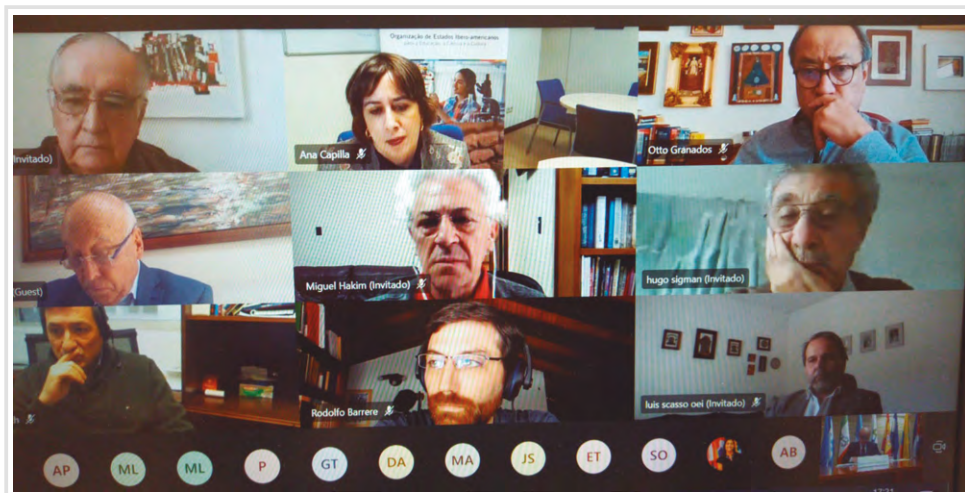 Organização de Estados Ibero-americanos
Invitado)
Ana Capilla
Otto Granados
(Guest)
Miguel Hakim (Invitado)
hugo sigman (Invitado)
h
Rodolfo Barrere
luis scasso oei (Invitado)
AP
ML
ML
P
GT
DA
MA
JS
ET
SO
AB